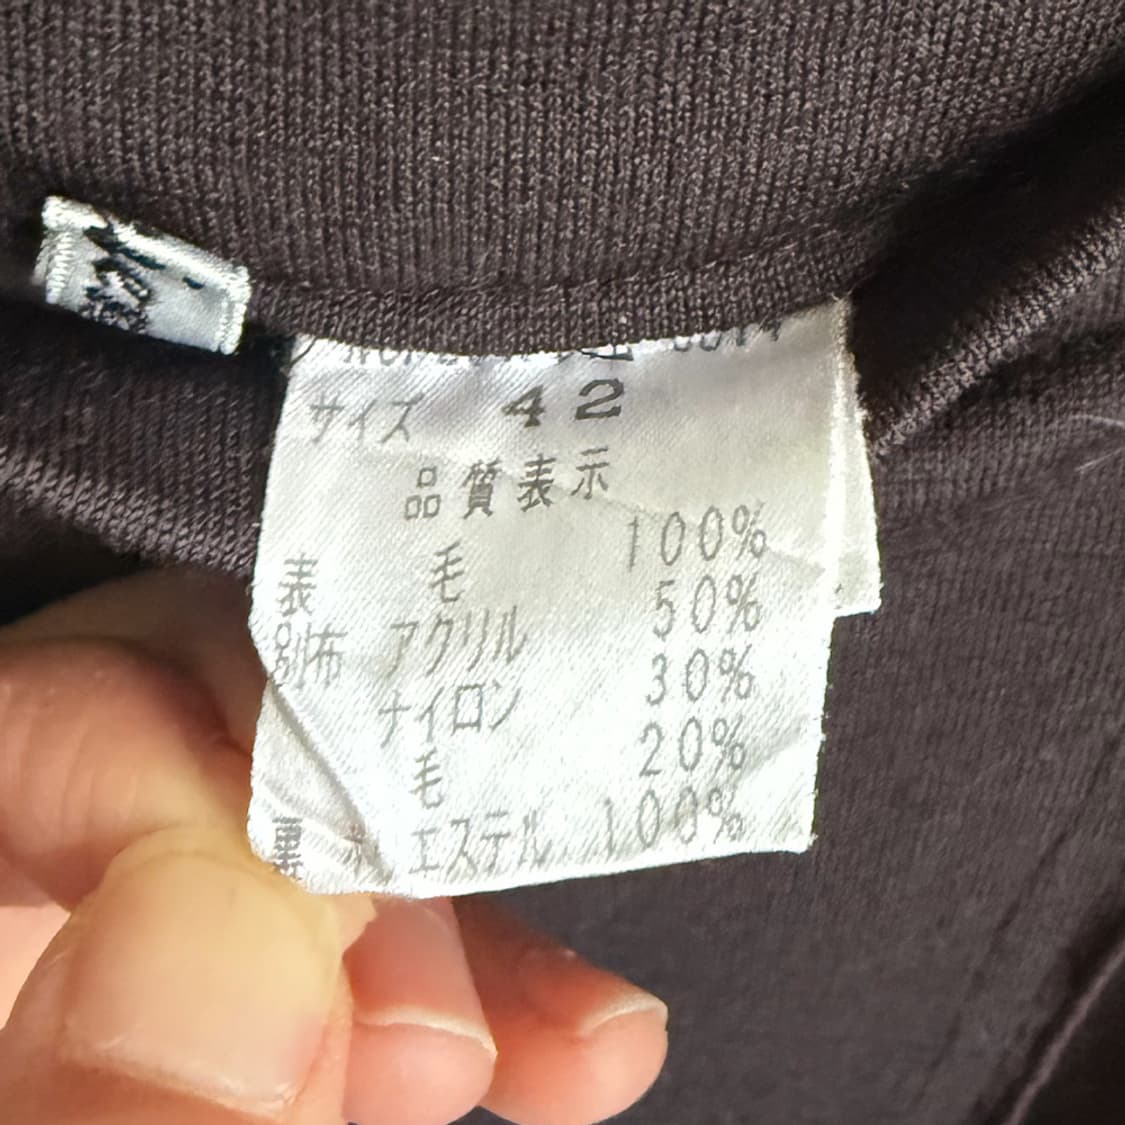 サイズ 42
品質表示
表 毛 100%
別布 アクリル 50%
ナイロン 30%
毛 20%
裏 エステル 100%